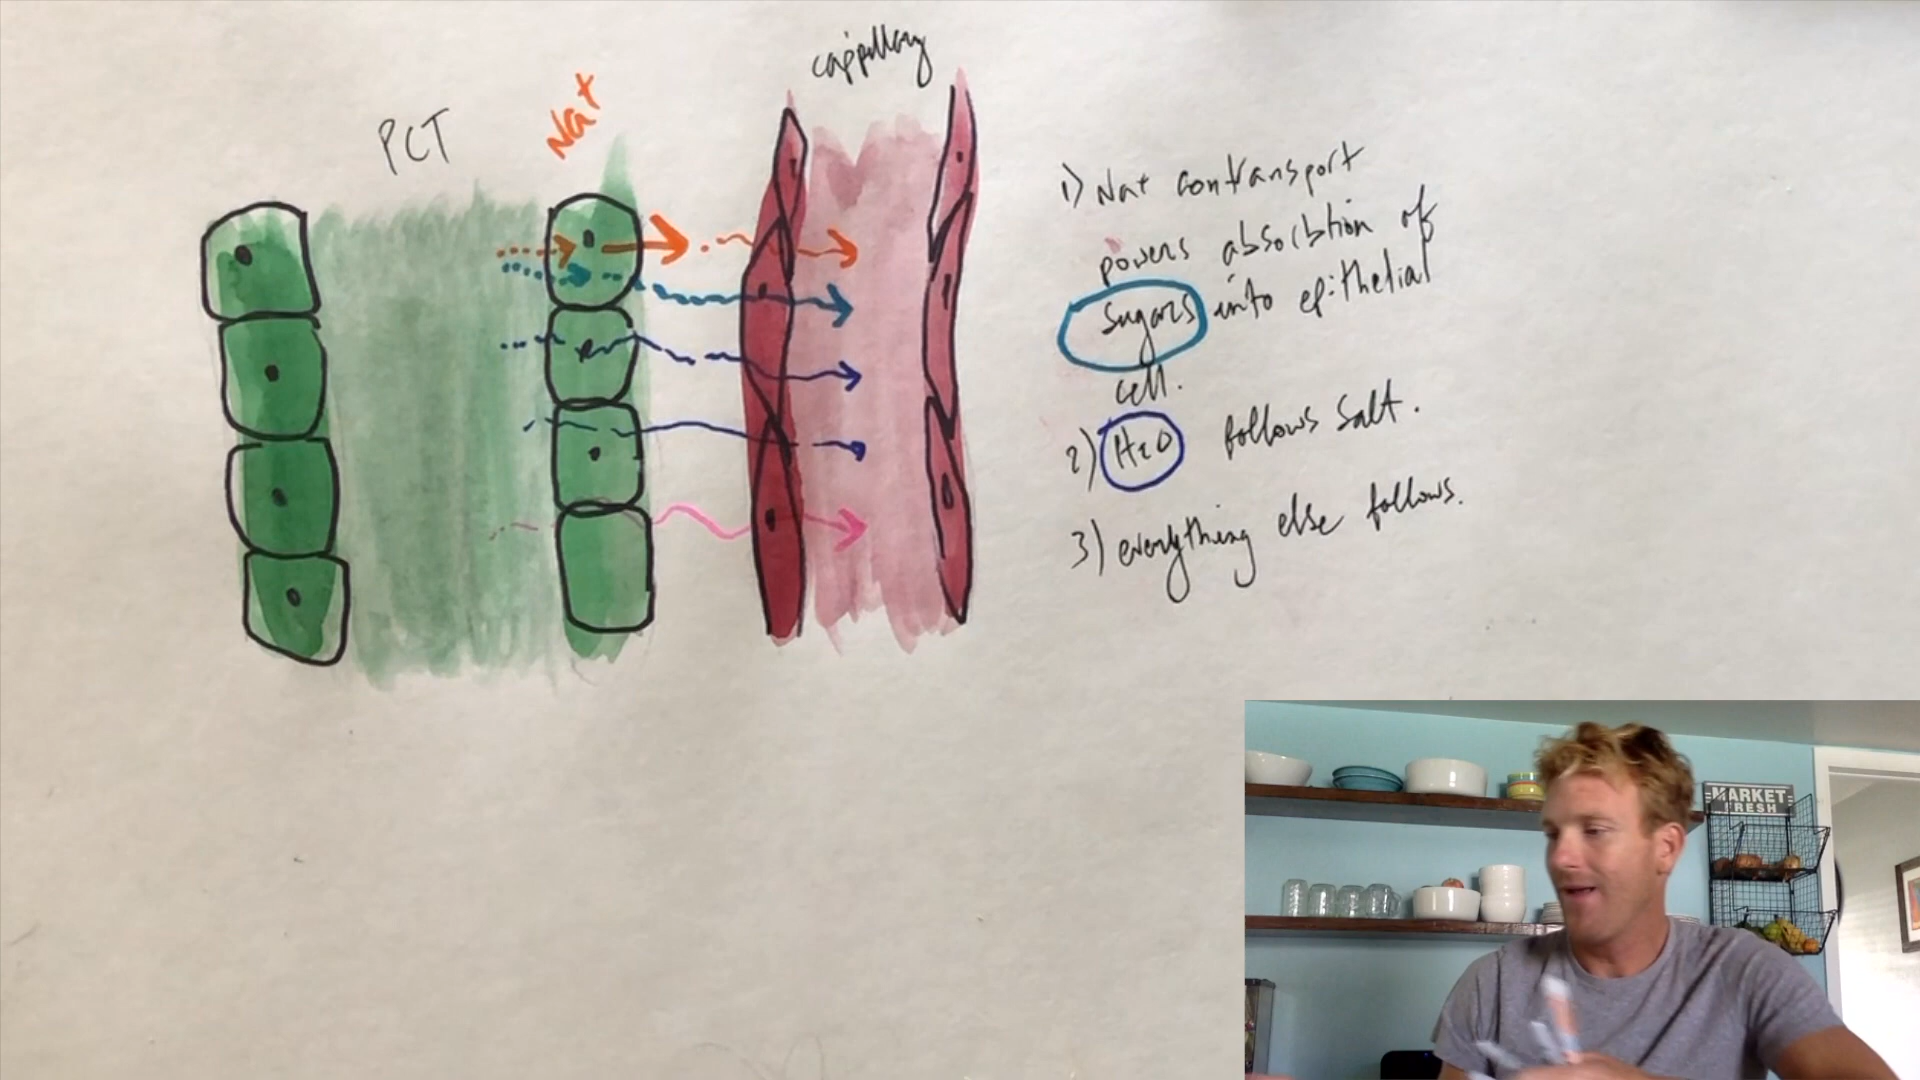 cappillary
PCT
Na+
1) Na+ contransport
powers absorbtion of
Sugars into epithelial
cell.
2) H2O follows salt.
3) everything else follows.
MARKET
FRESH